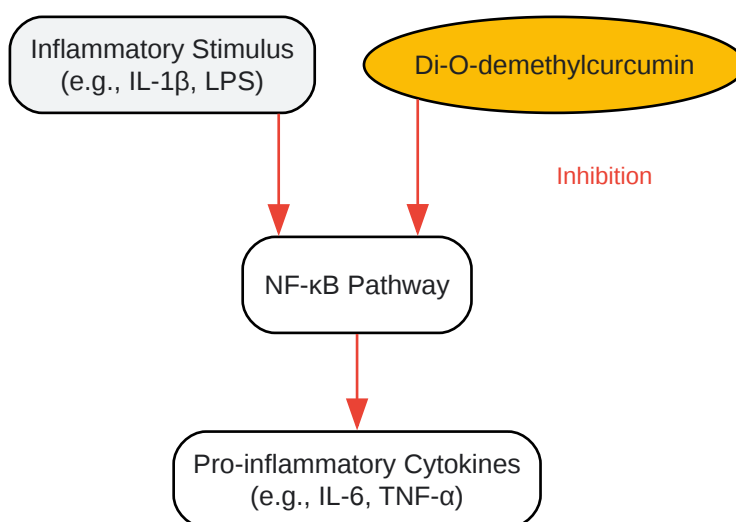 Inflammatory Stimulus
(e.g., IL-1β, LPS)
Di-O-demethylcurcumin
Inhibition
NF-κB Pathway
Pro-inflammatory Cytokines
(e.g., IL-6, TNF-α)